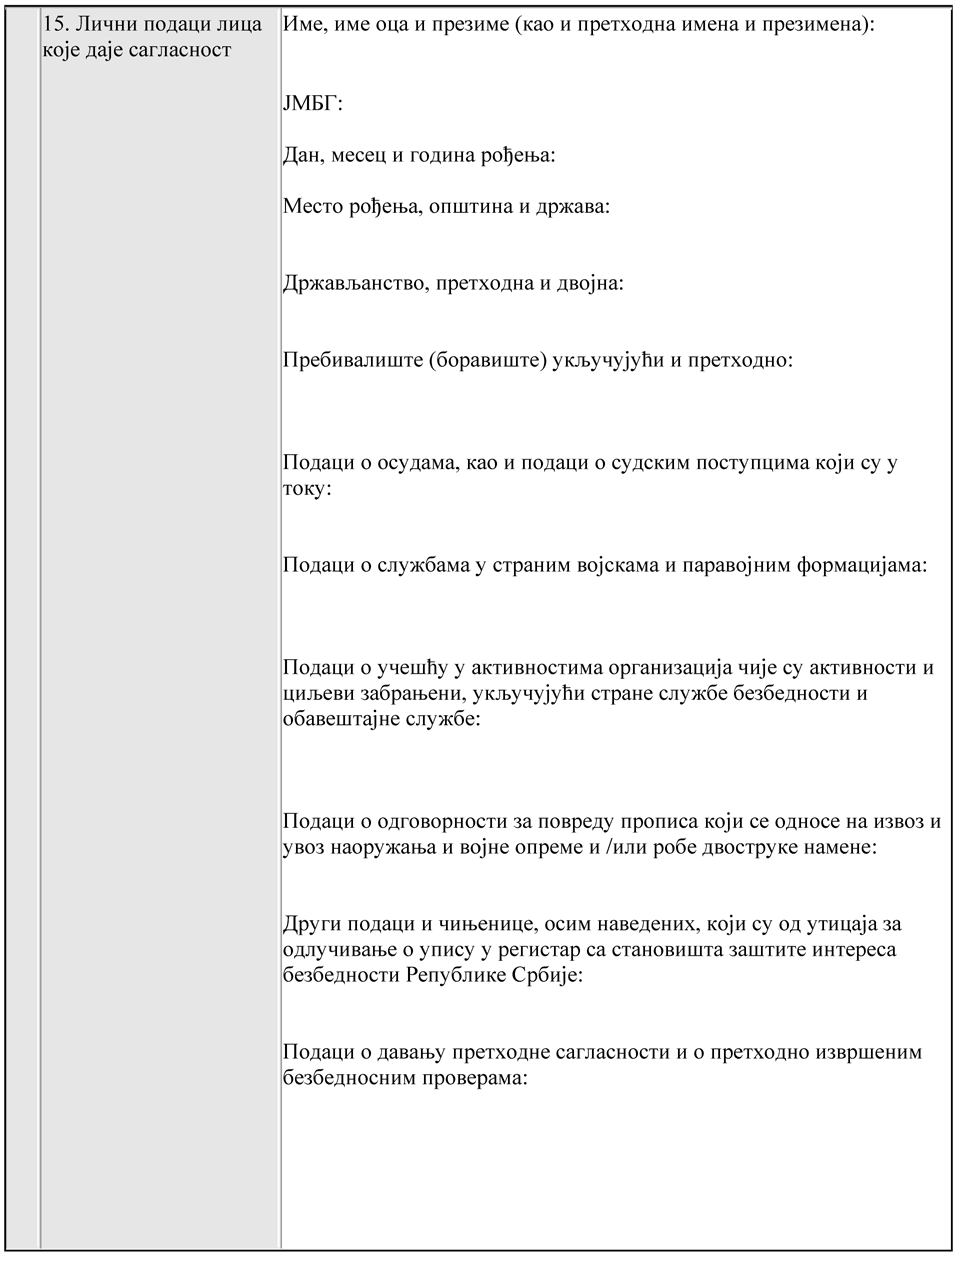 15. Лични подаци лица
које даје сагласност
Име, име оца и презиме (као и претходна имена и презимена):
ЈМБГ:
Дан, месец и година рођења:
Место рођења, општина и држава:
Држављанство, претходна и двојна:
Пребивалиште (боравиште) укључујући и претходно:
Подаци о осудама, као и подаци о судским поступцима који су у
току:
Подаци о службама у страним војскама и паравојним формацијама:
Подаци о учешћу у активностима организација чије су активности и
циљеви забрањени, укључујући стране службе безбедности и
обавештајне службе:
Подаци о одговорности за повреду прописа који се односе на извоз и
увоз наоружања и војне опреме и /или робе двоструке намене:
Други подаци и чињенице, осим наведених, који су од утицаја за
одлучивање о упису у регистар са становишта заштите интереса
безбедности Републике Србије:
Подаци о давању претходне сагласности и о претходно извршеним
безбедносним проверама: